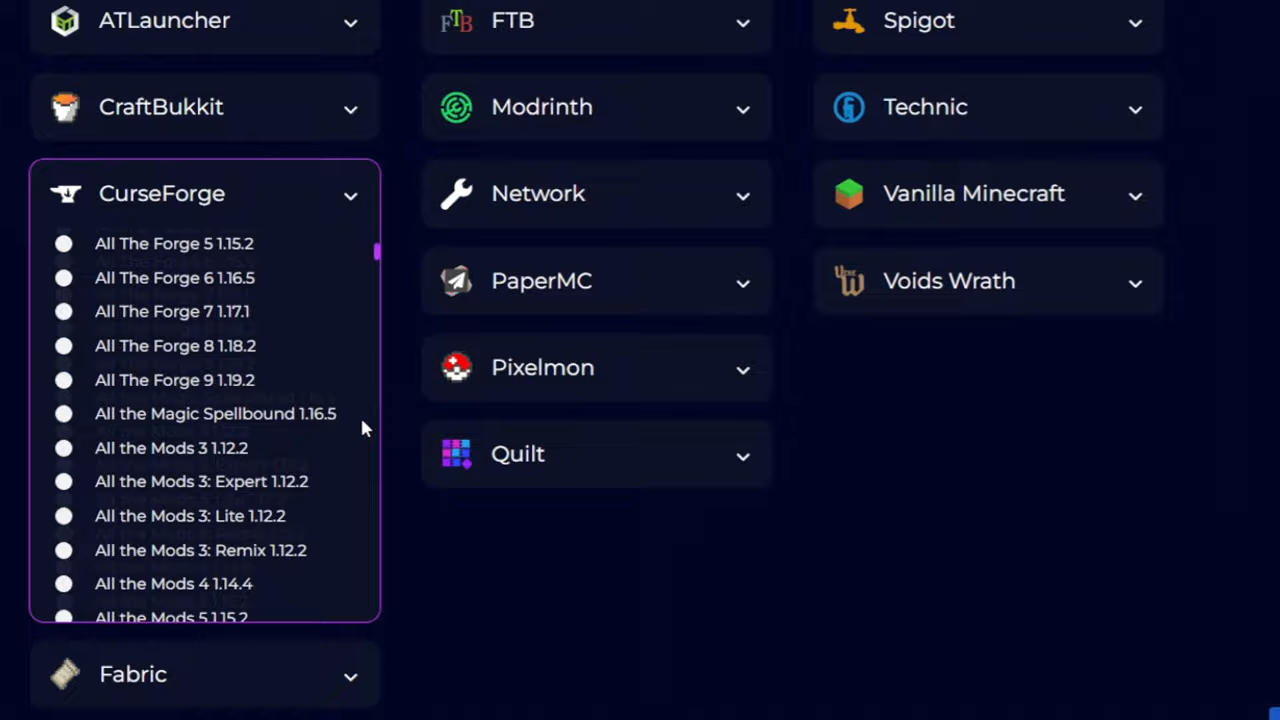 ATLauncher
CraftBukkit
CurseForge
All The Forge 5 1.15.2
All The Forge 6 1.16.5
All The Forge 7 1.17.1
All The Forge 8 1.18.2
All The Forge 9 1.19.2
All the Magic Spellbound 1.16.5
All the Mods 3 1.12.2
All the Mods 3: Expert 1.12.2
All the Mods 3: Lite 1.12.2
All the Mods 3: Remix 1.12.2
All the Mods 4 1.14.4
All the Mods 5 1.15.2
Fabric
FTB
FTB
Modrinth
Network
PaperMC
Pixelmon
Quilt
Spigot
Technic
Vanilla Minecraft
Voids Wrath